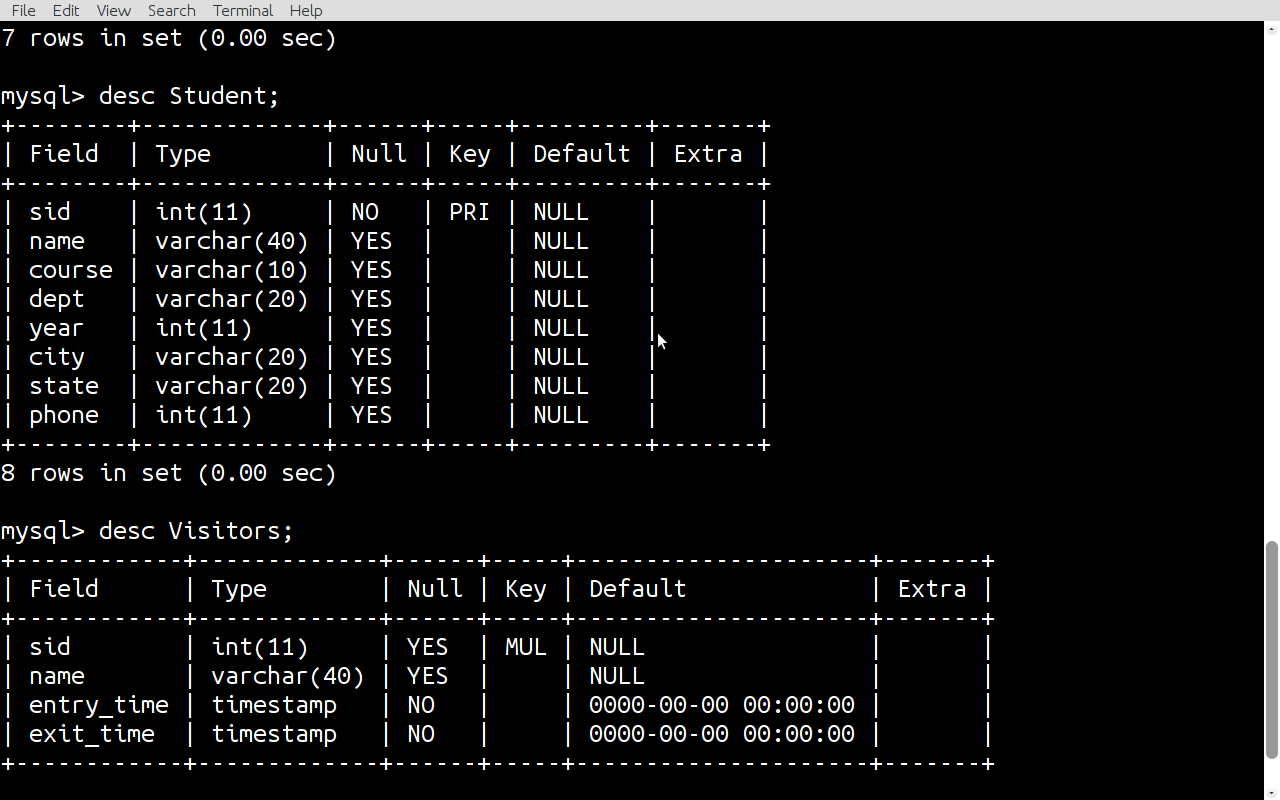 File Edit View Search Terminal Help
7 rows in set (0.00 sec)
mysql> desc Student;
+--------+-------------+------+-----+---------+-------+
| Field  | Type        | Null | Key | Default | Extra |
+--------+-------------+------+-----+---------+-------+
| sid    | int(11)     | NO   | PRI | NULL    |       |
| name   | varchar(40) | YES  |     | NULL    |       |
| course | varchar(10) | YES  |     | NULL    |       |
| dept   | varchar(20) | YES  |     | NULL    |       |
| year   | int(11)     | YES  |     | NULL    |       |
| city   | varchar(20) | YES  |     | NULL    |       |
| state  | varchar(20) | YES  |     | NULL    |       |
| phone  | int(11)     | YES  |     | NULL    |       |
+--------+-------------+------+-----+---------+-------+
8 rows in set (0.00 sec)
mysql> desc Visitors;
+------------+-------------+------+-----+---------------------+-------+
| Field      | Type        | Null | Key | Default             | Extra |
+------------+-------------+------+-----+---------------------+-------+
| sid        | int(11)     | YES  | MUL | NULL                |       |
| name       | varchar(40) | YES  |     | NULL                |       |
| entry_time | timestamp   | NO   |     | 0000-00-00 00:00:00 |       |
| exit_time  | timestamp   | NO   |     | 0000-00-00 00:00:00 |       |
+------------+-------------+------+-----+---------------------+-------+